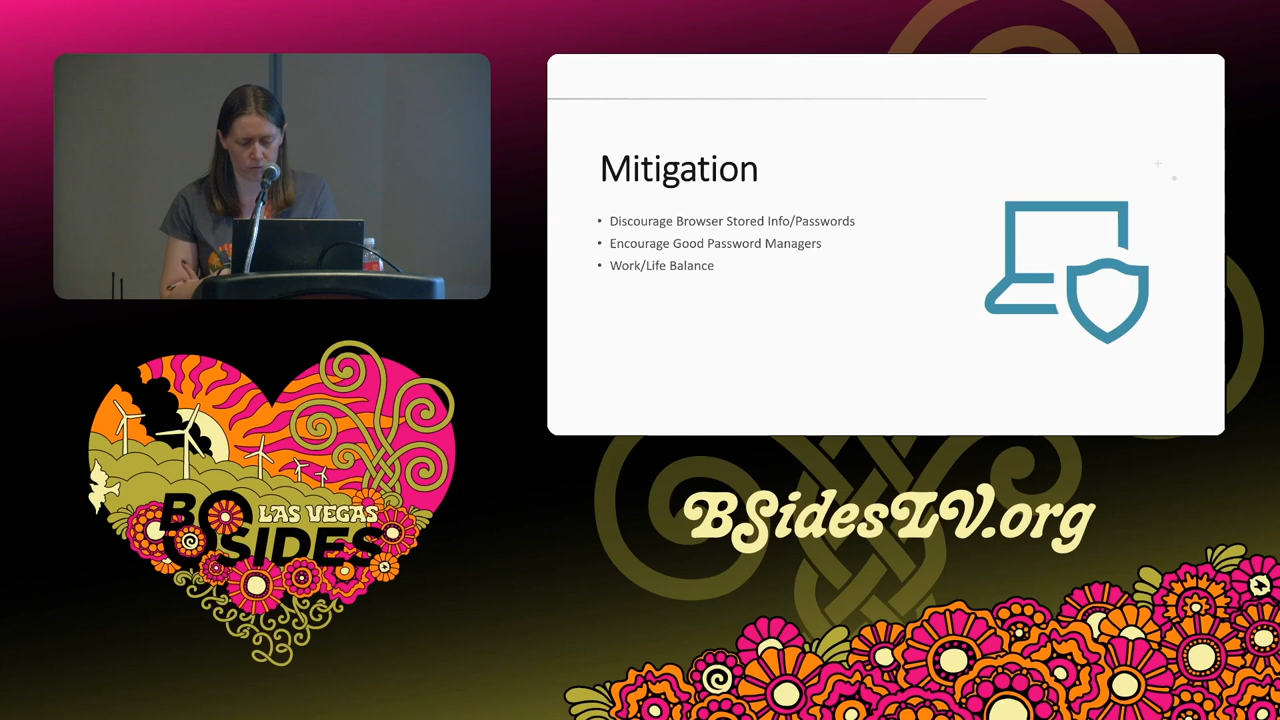 Mitigation
• Discourage Browser Stored Info/Passwords
• Encourage Good Password Managers
• Work/Life Balance
BSIDES
LAS VEGAS
BSidesLV.org